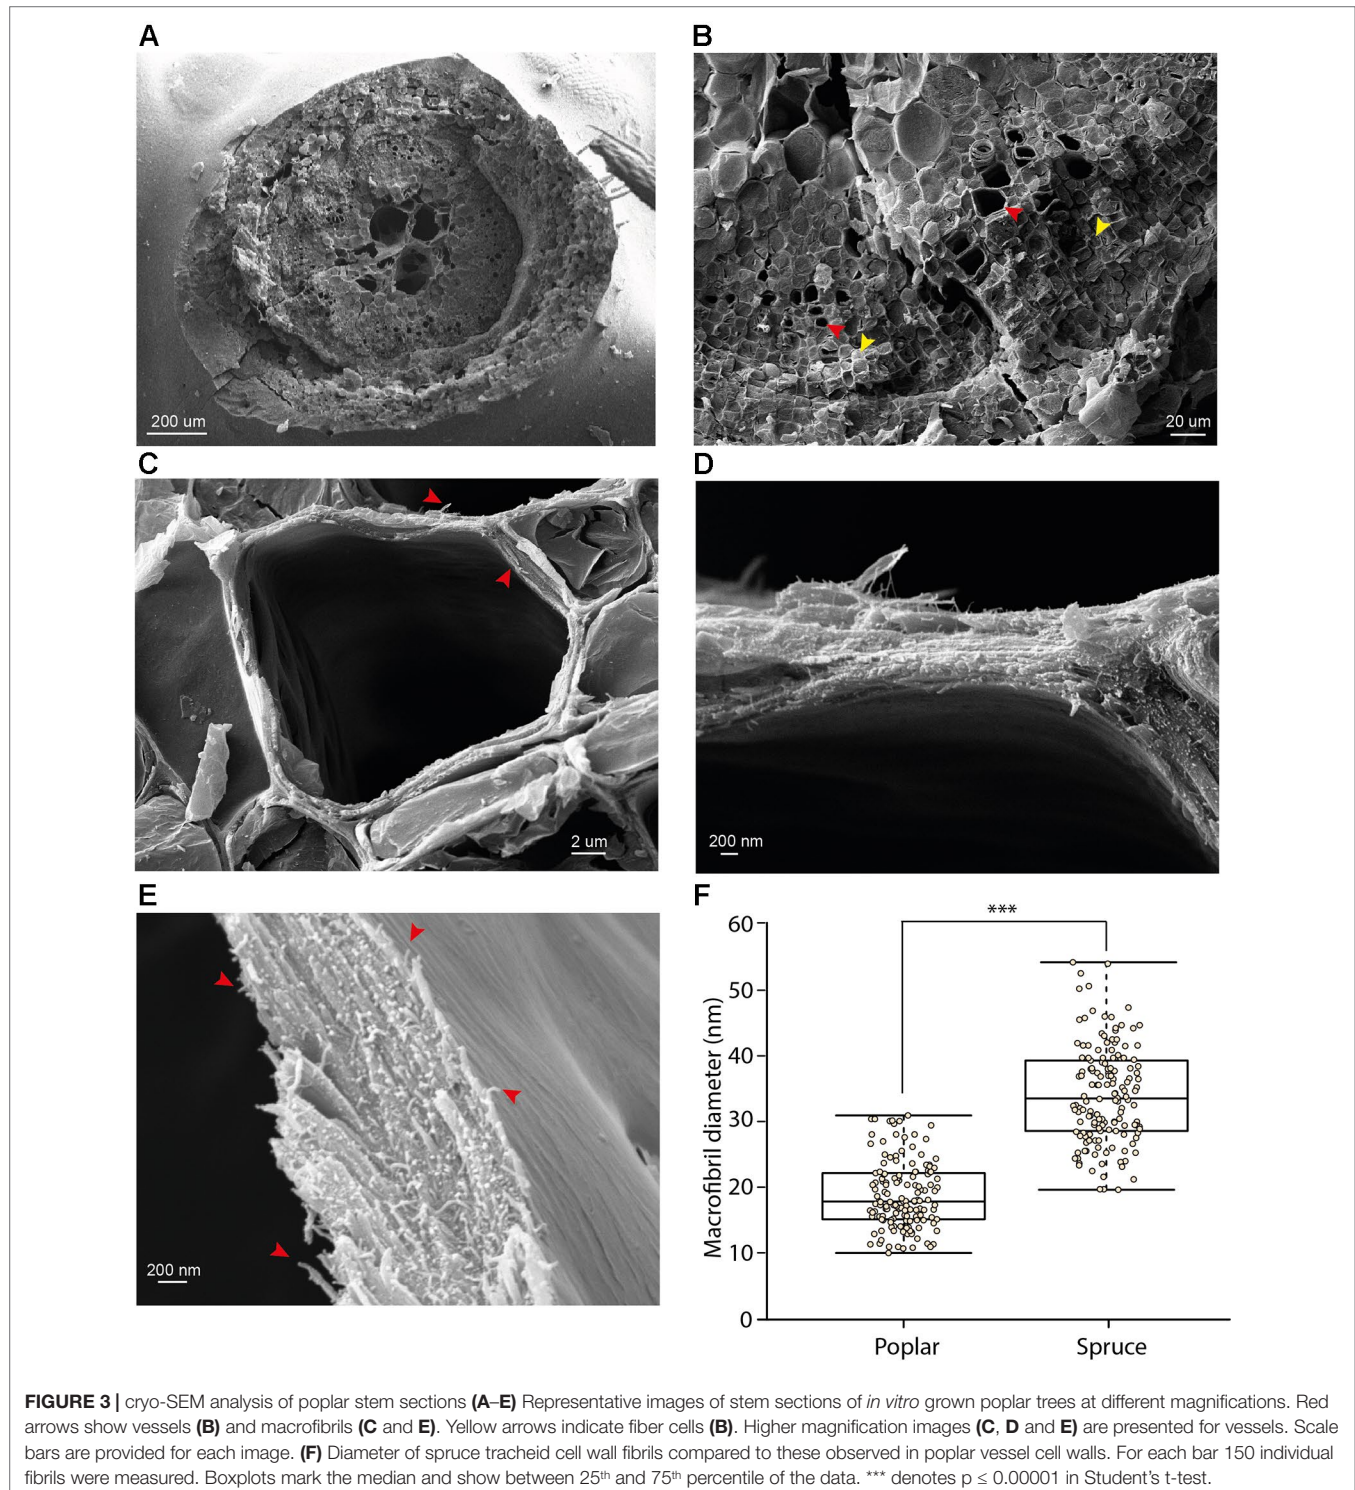 A
B
200 um
20 um
C
D
2 um
200 nm
E
F
200 nm
***
60
50
40
30
20
10
0
Macrofibril diameter (nm)
Poplar
Spruce
FIGURE 3 | cryo-SEM analysis of poplar stem sections (A–E) Representative images of stem sections of in vitro grown poplar trees at different magnifications. Red
arrows show vessels (B) and macrofibrils (C and E). Yellow arrows indicate fiber cells (B). Higher magnification images (C, D and E) are presented for vessels. Scale
bars are provided for each image. (F) Diameter of spruce tracheid cell wall fibrils compared to these observed in poplar vessel cell walls. For each bar 150 individual
fibrils were measured. Boxplots mark the median and show between 25th and 75th percentile of the data. *** denotes p ≤ 0.00001 in Student's t-test.